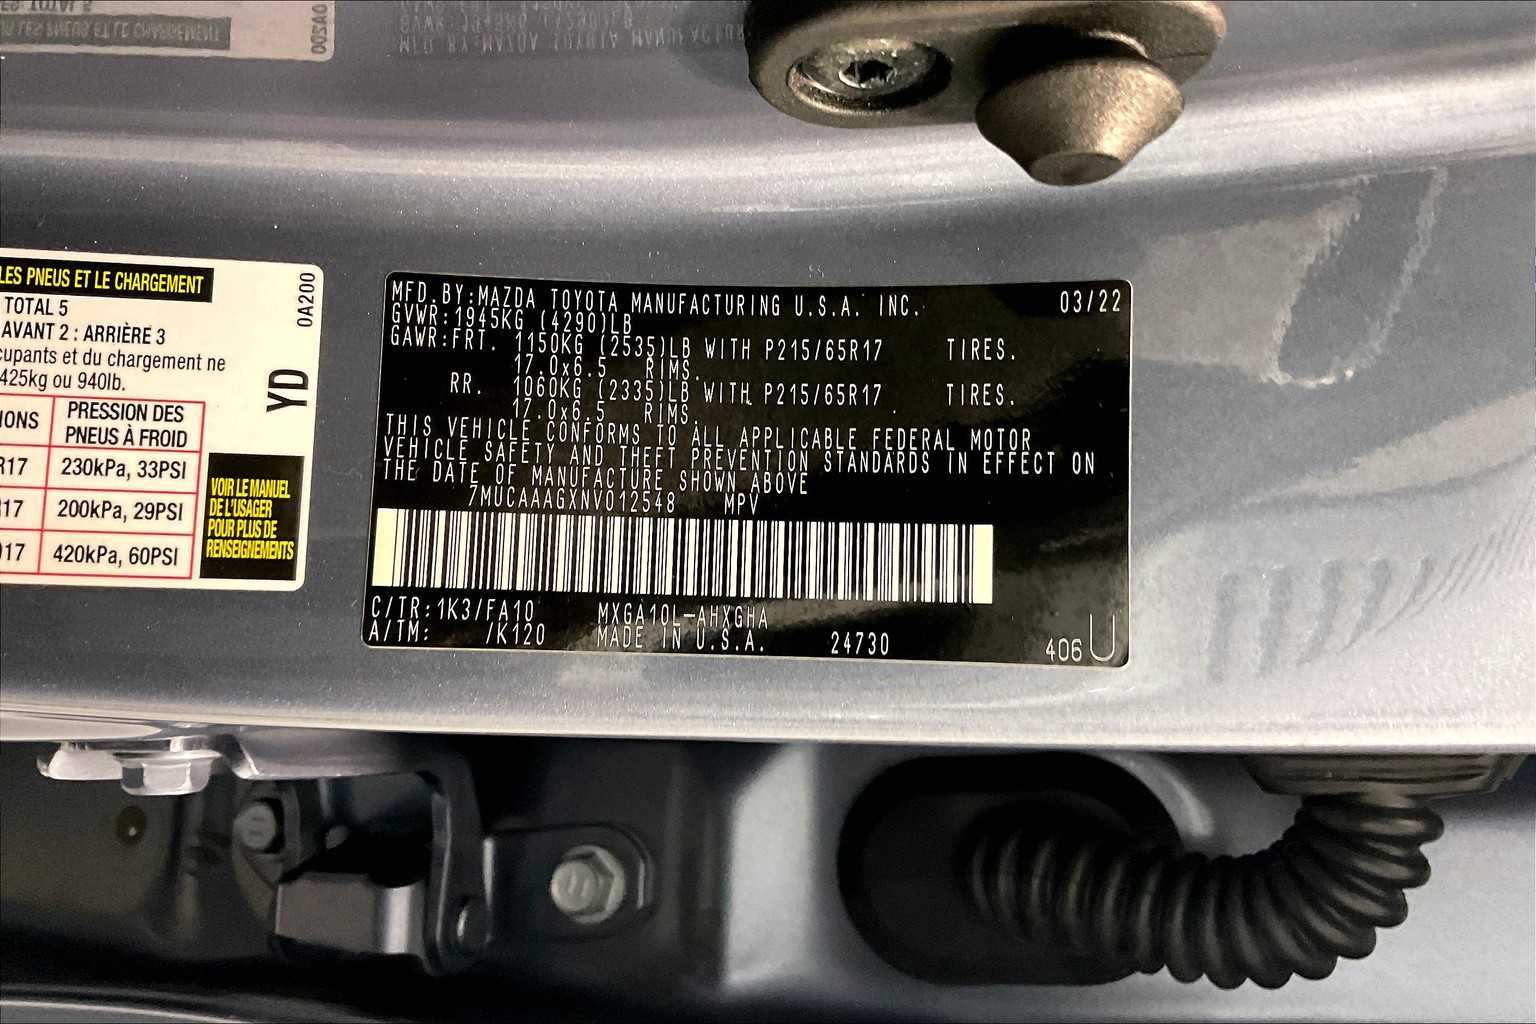 LES PNEUS ET LE CHARGEMENT
TOTAL 5
AVANT 2 : ARRIÈRE 3
cupants et du chargement ne
425kg ou 940lb.
IONS
PRESSION DES
PNEUS À FROID
R17
230kPa, 33PSI
17
200kPa, 29PSI
17
420kPa, 60PSI
0A200
YD
VOIR LE MANUEL
DE L'USAGER
POUR PLUS DE
RENSEIGNEMENTS
MFD.BY:MAZDA TOYOTA MANUFACTURING U.S.A. INC. 03/22
GVWR:1945KG (4290)LB
GAWR:FRT. 1150KG (2535)LB WITH P215/65R17 TIRES.
17.0x6.5 RIMS.
RR. 1060KG (2335)LB WITH P215/65R17 TIRES.
17.0x6.5 RIMS.
THIS VEHICLE CONFORMS TO ALL APPLICABLE FEDERAL MOTOR
VEHICLE SAFETY AND THEFT PREVENTION STANDARDS IN EFFECT ON
THE DATE OF MANUFACTURE SHOWN ABOVE
7MUCAAAGXNV012548 MPV
C/TR:1K3/FA10 MXGA10L-AHXGHA
A/TM: /K120 MADE IN U.S.A. 24730 406U